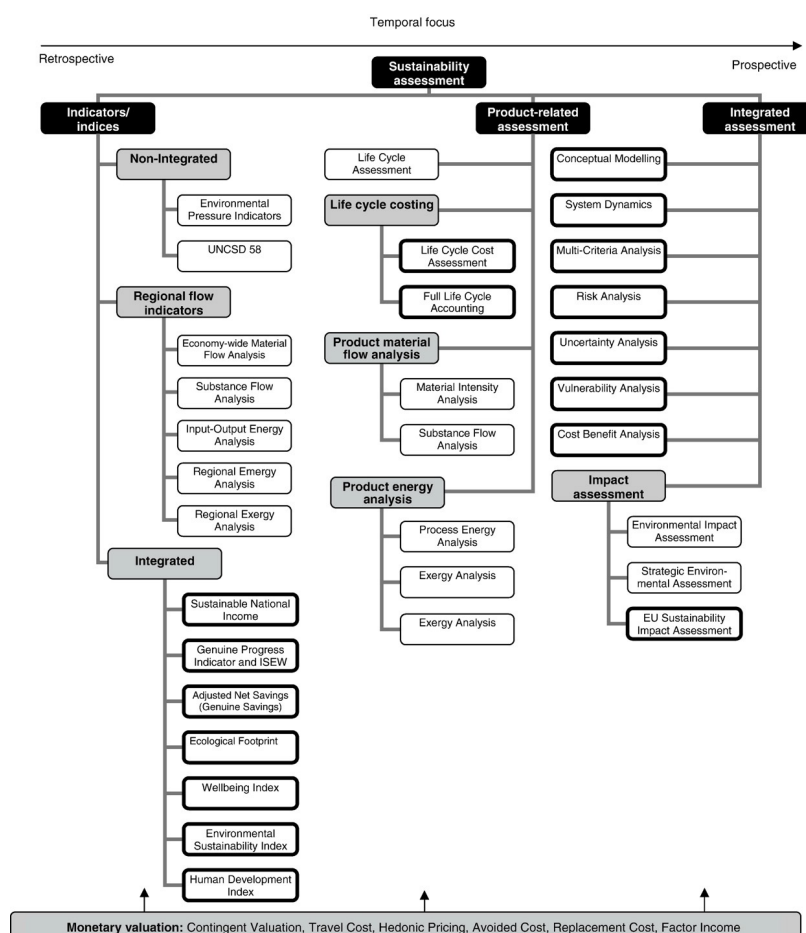 Temporal focus
Retrospective
Prospective
Sustainability
assessment
Indicators/
indices
Product-related
assessment
Integrated
assessment
Non-Integrated
Environmental
Pressure Indicators
UNCSD 58
Regional flow
indicators
Economy-wide Material
Flow Analysis
Substance Flow
Analysis
Input-Output Energy
Analysis
Regional Emergy
Analysis
Regional Exergy
Analysis
Integrated
Sustainable National
Income
Genuine Progress
Indicator and ISEW
Adjusted Net Savings
(Genuine Savings)
Ecological Footprint
Wellbeing Index
Environmental
Sustainability Index
Human Development
Index
Life Cycle
Assessment
Life cycle costing
Life Cycle Cost
Assessment
Full Life Cycle
Accounting
Product material
flow analysis
Material Intensity
Analysis
Substance Flow
Analysis
Product energy
analysis
Process Energy
Analysis
Exergy Analysis
Exergy Analysis
Conceptual Modelling
System Dynamics
Multi-Criteria Analysis
Risk Analysis
Uncertainty Analysis
Vulnerability Analysis
Cost Benefit Analysis
Impact
assessment
Environmental Impact
Assessment
Strategic Environ-
mental Assessment
EU Sustainability
Impact Assessment
Monetary valuation: Contingent Valuation, Travel Cost, Hedonic Pricing, Avoided Cost, Replacement Cost, Factor Income